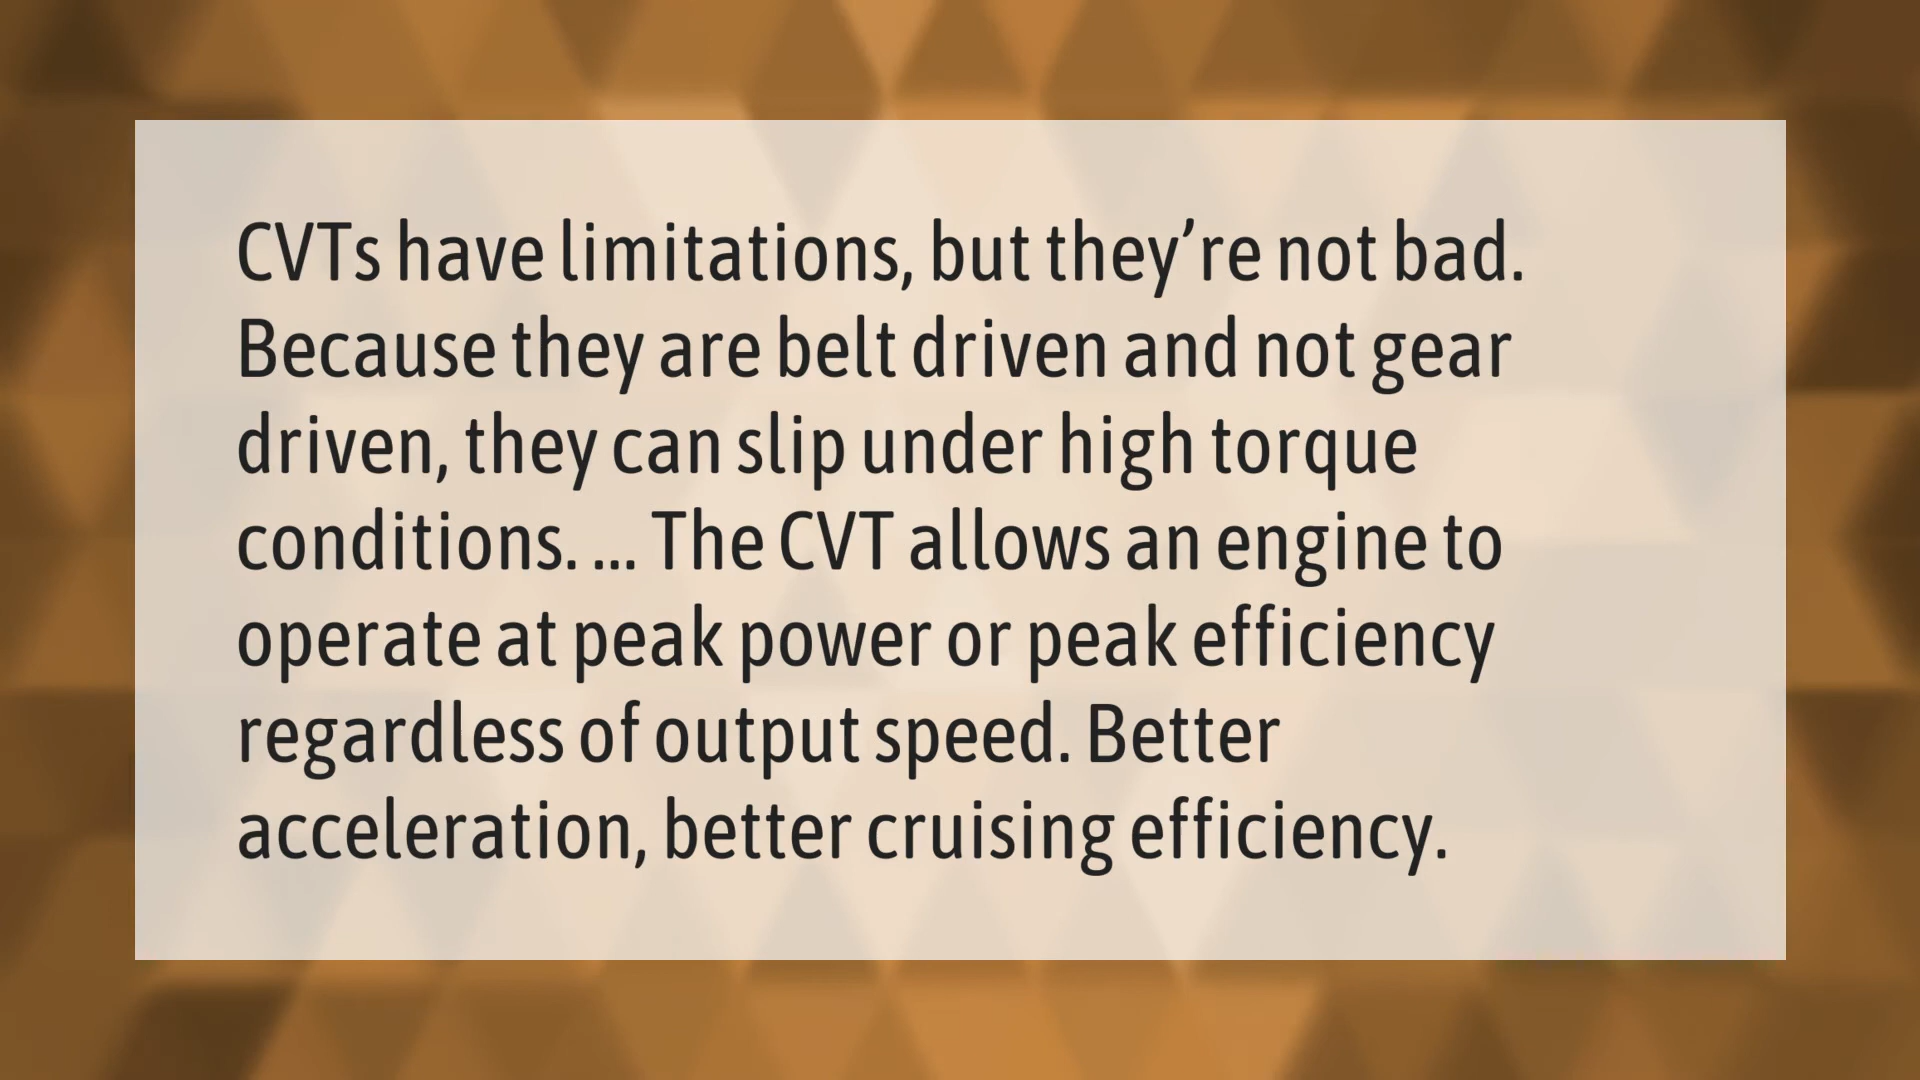 CVTs have limitations, but they’re not bad.
Because they are belt driven and not gear
driven, they can slip under high torque
conditions. ... The CVT allows an engine to
operate at peak power or peak efficiency
regardless of output speed. Better
acceleration, better cruising efficiency.